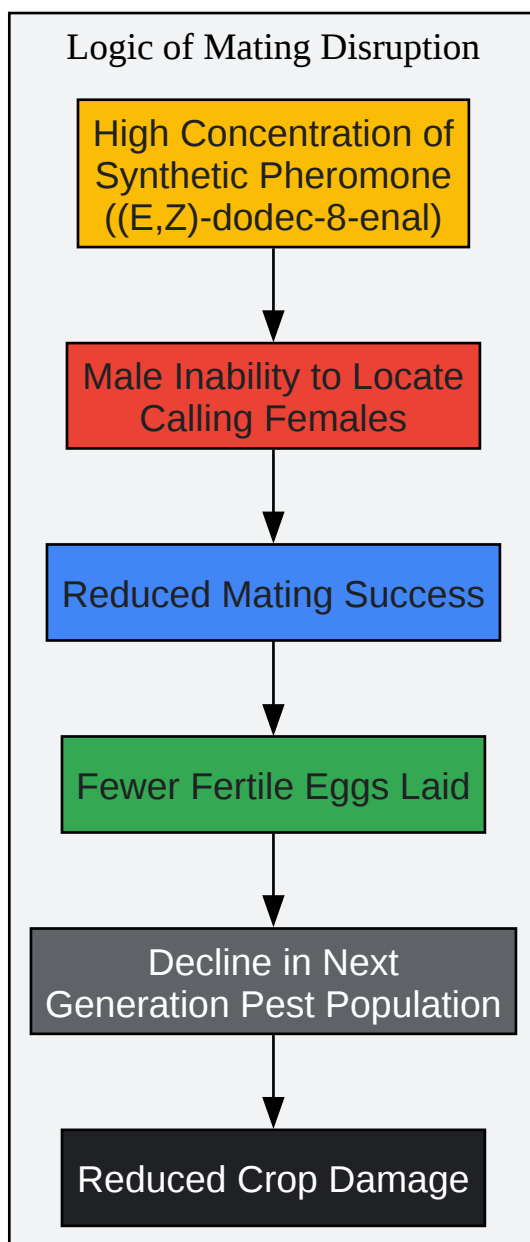 Logic of Mating Disruption
High Concentration of
Synthetic Pheromone
((E,Z)-dodec-8-enal)
Male Inability to Locate
Calling Females
Reduced Mating Success
Fewer Fertile Eggs Laid
Decline in Next
Generation Pest Population
Reduced Crop Damage